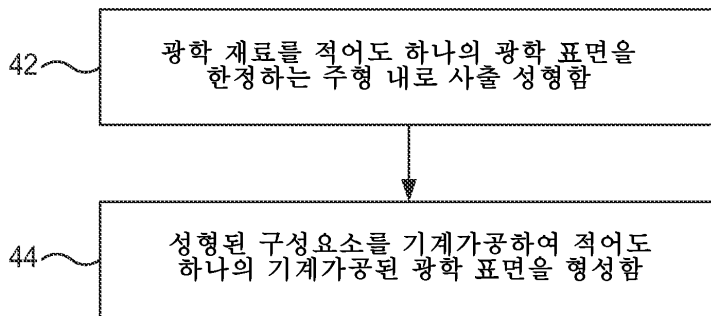 42
광학 재료를 적어도 하나의 광학 표면을
한정하는 주형 내로 사출 성형함
44
성형된 구성요소를 기계가공하여 적어도
하나의 기계가공된 광학 표면을 형성함